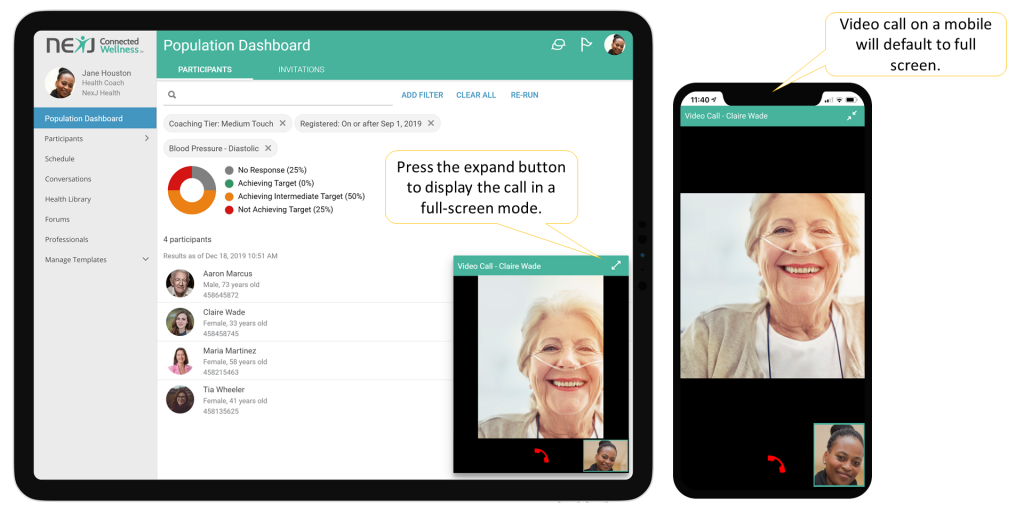 NEXJ Connected Wellness™
Jane Houston
Health Coach
NexJ Health
Population Dashboard
Participants
Schedule
Conversations
Health Library
Forums
Professionals
Manage Templates
Population Dashboard
PARTICIPANTS INVITATIONS
ADD FILTER CLEAR ALL RE-RUN
Coaching Tier: Medium Touch × Registered: On or after Sep 1, 2019 ×
Blood Pressure - Diastolic ×
No Response (25%)
Achieving Target (0%)
Achieving Intermediate Target (50%)
Not Achieving Target (25%)
4 participants
Results as of Dec 18, 2019 10:51 AM
Aaron Marcus
Male, 73 years old
458645872
Claire Wade
Female, 33 years old
458458745
Maria Martinez
Female, 58 years old
458215463
Tia Wheeler
Female, 41 years old
458135625
Press the expand button
to display the call in a
full-screen mode.
Video Call - Claire Wade
Video call on a mobile
will default to full
screen.
11:40
Video Call - Claire Wade